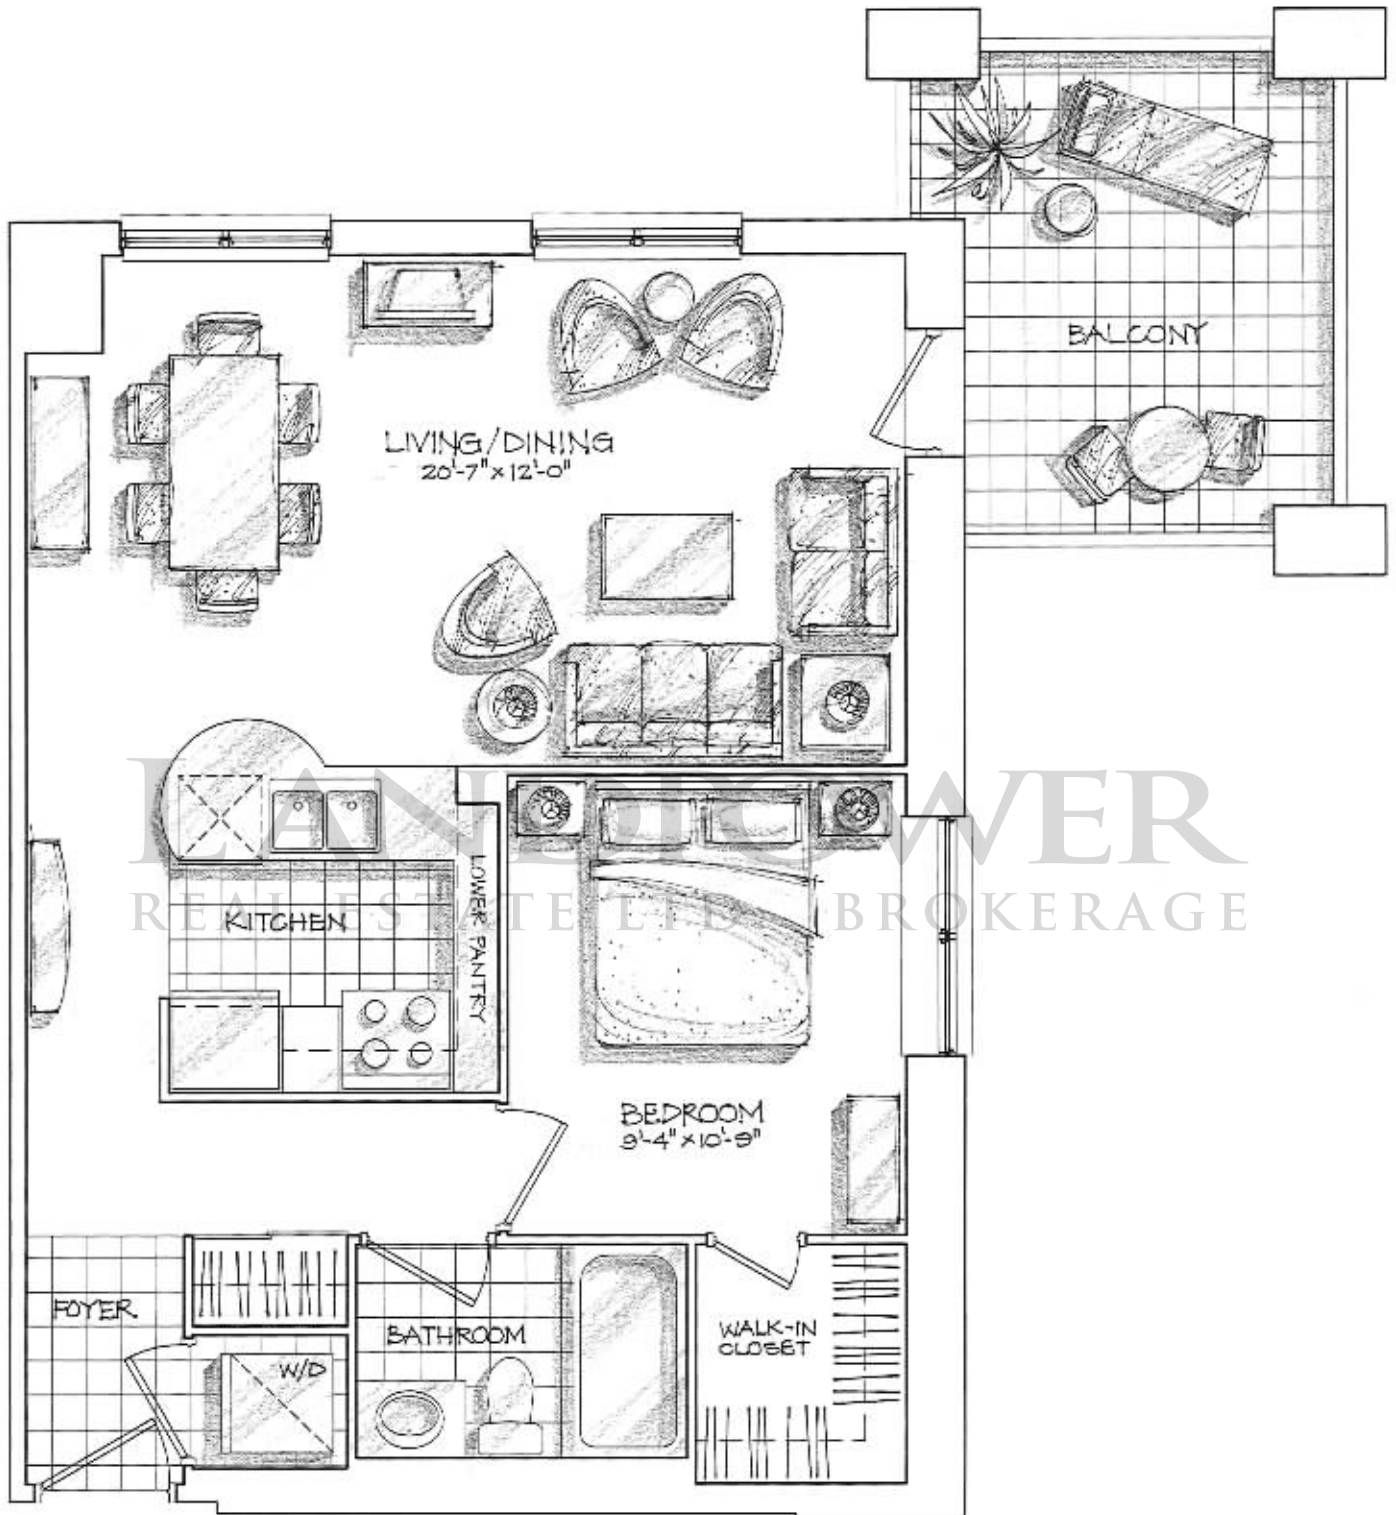 BALCONY
LIVING/DINING
20'-7" x 12'-0"
LANDPOWER
REAL ESTATE LTD. BROKERAGE
KITCHEN
LOWER PANTRY
BEDROOM
9'-4" x 10'-9"
FOYER
BATHROOM
W/D
WALK-IN
CLOSET